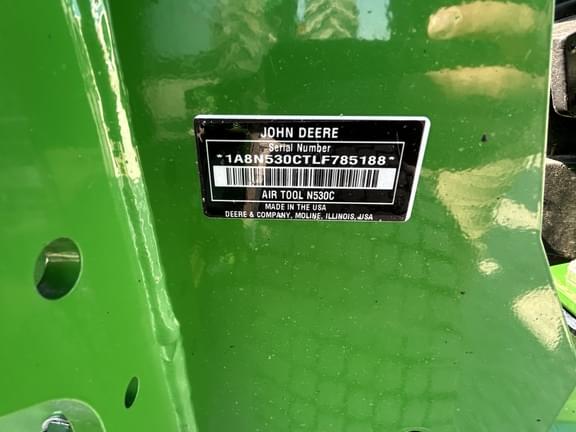 JOHN DEERE
Serial Number
*1A8N530CTLF785188*
AIR TOOL N530C
MADE IN THE USA
DEERE & COMPANY, MOLINE, ILLINOIS, USA